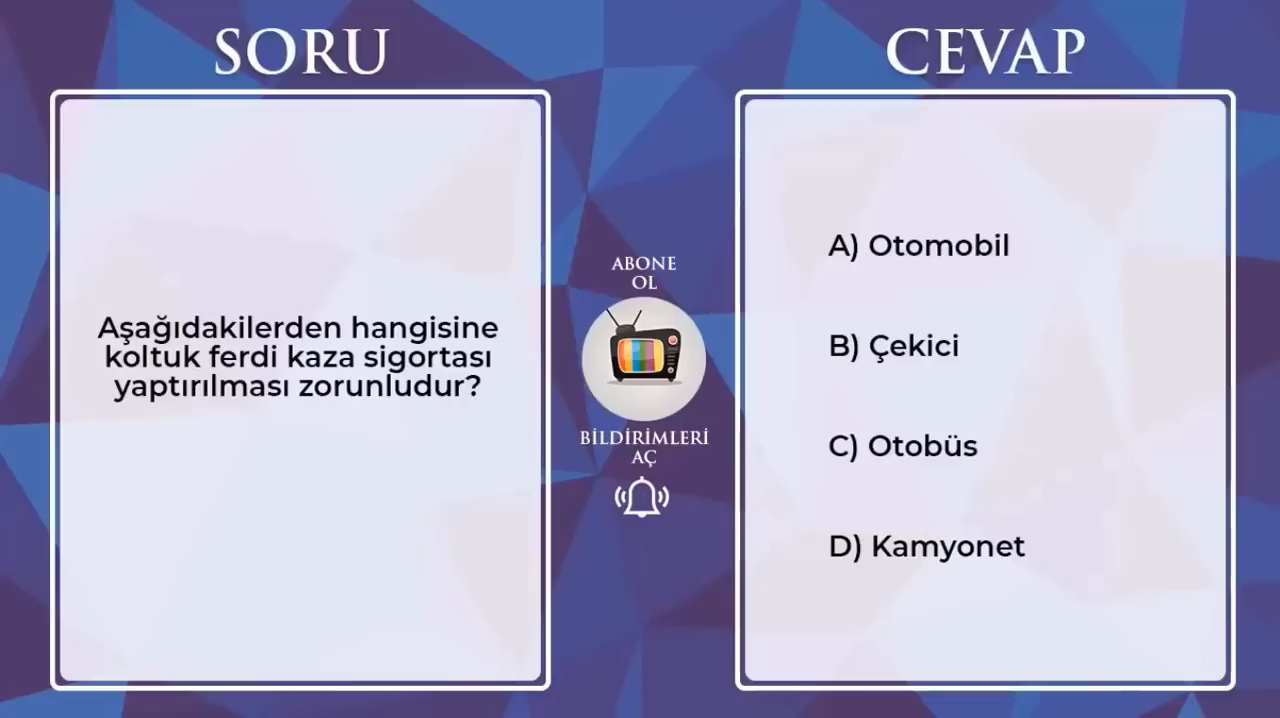 SORU
Aşağıdakilerden hangisine
koltuk ferdi kaza sigortası
yaptırılması zorunludur?
ABONE
OL
BİLDİRİMLERİ
AÇ
CEVAP
A) Otomobil
B) Çekici
C) Otobüs
D) Kamyonet